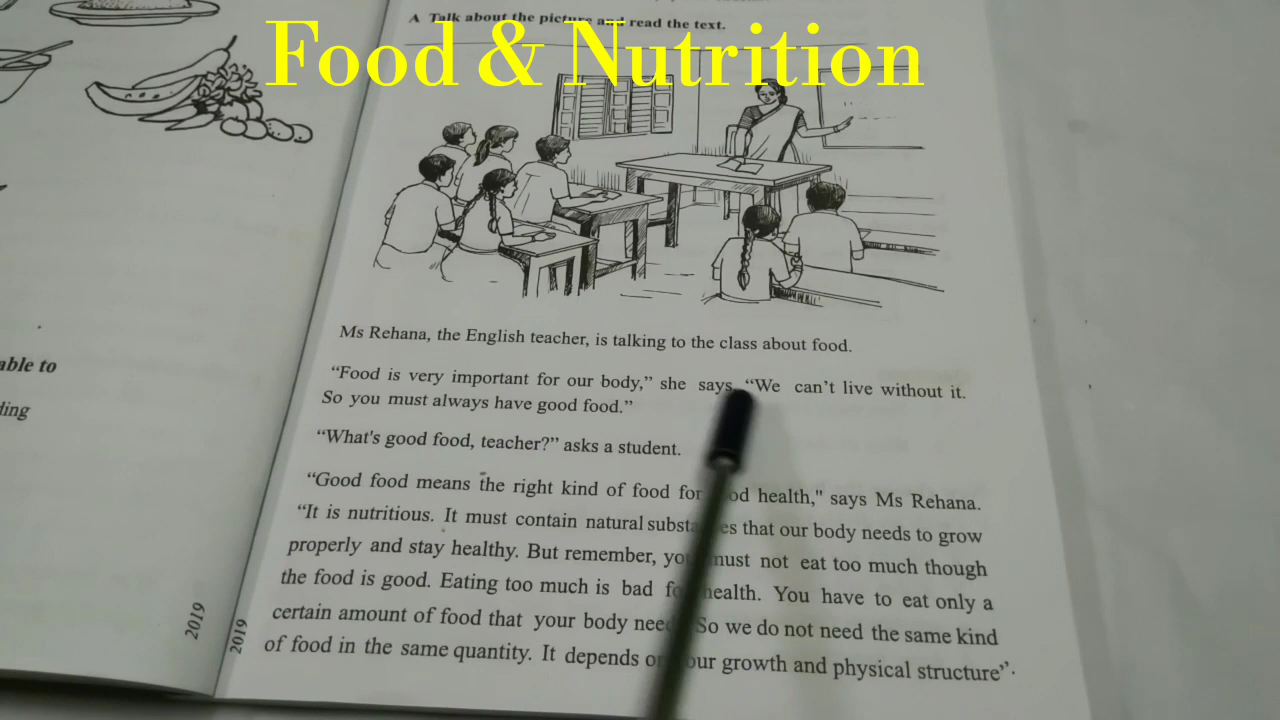 A Talk about the picture and read the text.
Food & Nutrition
Ms Rehana, the English teacher, is talking to the class about food.
“Food is very important for our body,” she says. “We can’t live without it.
So you must always have good food.”
“What's good food, teacher?” asks a student.
“Good food means the right kind of food for health," says Ms Rehana.
“It is nutritious. It must contain natural that our body needs to grow
properly and stay healthy. But remember, must not eat too much though
the food is good. Eating too much is bad health. You have to eat only a
certain amount of food that your body So we do not need the same kind
of food in the same quantity. It depends growth and physical structure”.
able to
ding
2019
2019